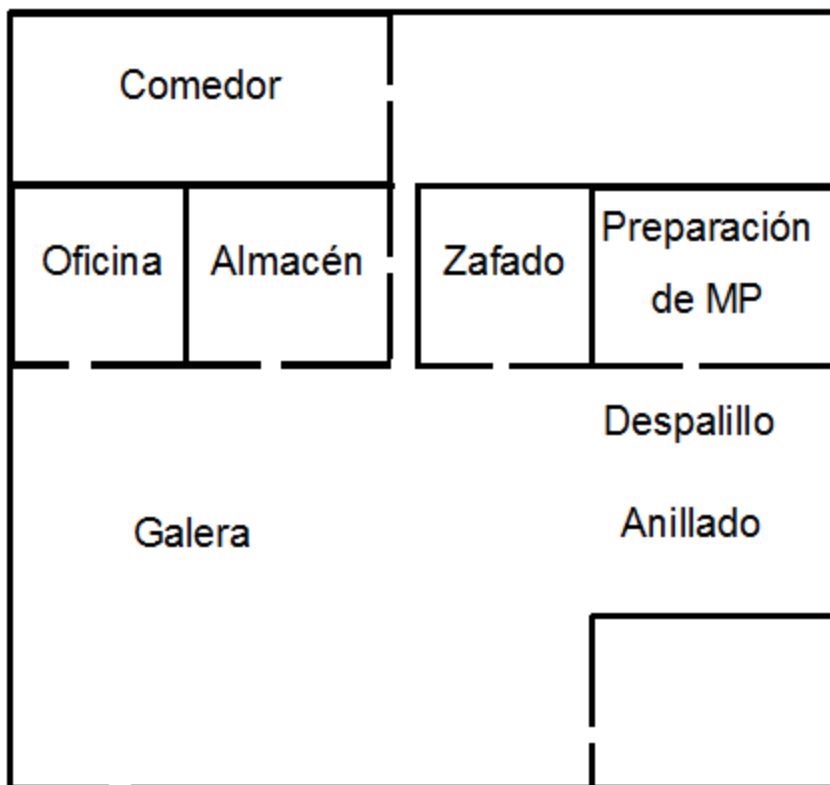 Comedor
Oficina
Almacén
Zafado
Preparación
de MP
Despalillo
Galera
Anillado